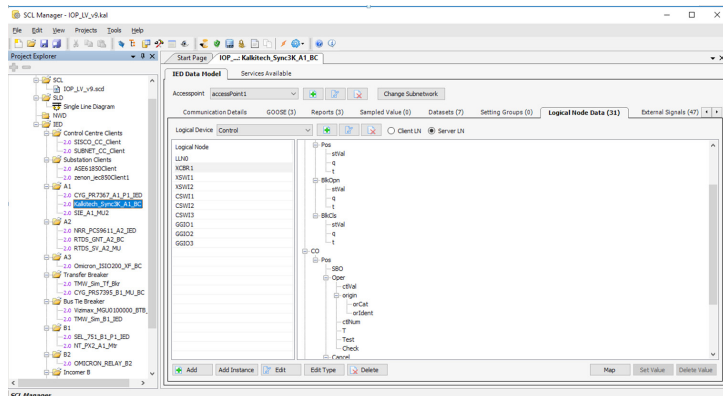 SCL Manager - IOP_LV_v9.kal
File Edit View Projects Tools Help
Project Explorer
Start Page
IOP_...: Kalkitech_Sync3K_A1_BC
IED Data Model
Services Available
Accesspoint accessPoint1
Change Subnetwork
Communication Details GOOSE (3) Reports (3) Sampled Value (0) Datasets (7) Setting Groups (0) Logical Node Data (31) External Signals (47)
Logical Device Control
Client LN Server LN
SCL
IOP_LV_v9.scd
SLD
Single Line Diagram
NWD
IED
Control Centre Clients
2.0 SISCO_CC_Client
2.0 SUBNET_CC_Client
Substation Clients
2.0 ASE61850Client
2.0 zenon_iec850Client1
A1
2.0 CYG_PR7367_A1_P1_IED
2.0 Kalkitech_Sync3K_A1_BC
2.0 SIE_A1_MU2
A2
2.0 NRR_PCS9611_A2_IED
2.0 RTDS_GNT_A2_BC
2.0 RTDS_SV_A2_MU
A3
2.0 Omicron_ISIO200_XF_BC
Transfer Breaker
2.0 TMW_Sim_Tf_Bkr
2.0 CYG_PRS7395_B1_MU_BC
Bus Tie Breaker
2.0 Vizimax_MGU0100000_BTB_
2.0 TMW_Sim_B1_IED
B1
2.0 SEL_751_B1_P1_IED
2.0 NT_PX2_A1_Mtr
B2
2.0 OMICRON_RELAY_B2
Incomer B
Logical Node
LLN0
XCBR1
XSWI1
XSWI2
CSWI1
CSWI2
CSWI3
GGIO1
GGIO2
GGIO3
Pos
stVal
q
t
BlkOpn
stVal
q
t
BlkCls
stVal
q
t
CO
Pos
SBO
Oper
ctlVal
origin
orCat
orIdent
ctlNum
T
Test
Check
Cancel
Add Add Instance Edit Edit Type Delete Map Set Value Delete Value
SCL Manager